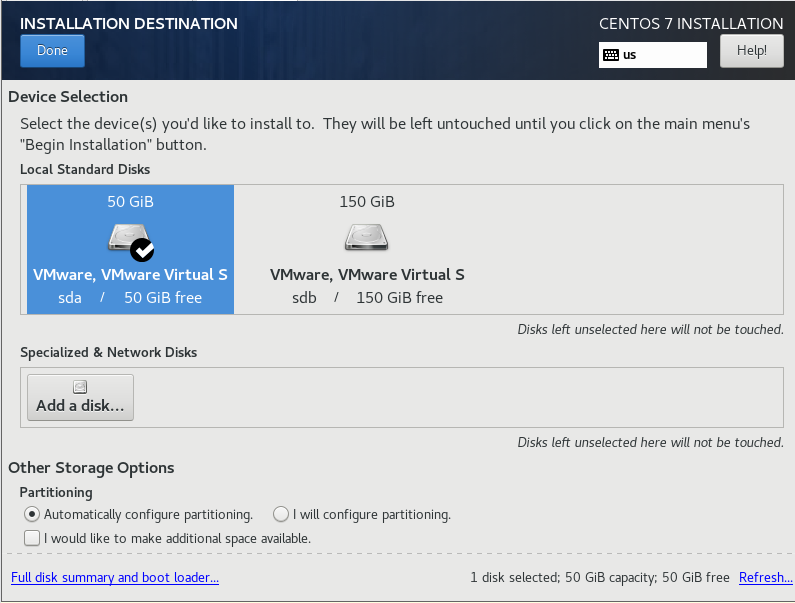 INSTALLATION DESTINATION
CENTOS 7 INSTALLATION
Done
us
Help!
Device Selection
Select the device(s) you'd like to install to.  They will be left untouched until you click on the main menu's
"Begin Installation" button.
Local Standard Disks
50 GiB
150 GiB
VMware, VMware Virtual S
VMware, VMware Virtual S
sda / 50 GiB free
sdb / 150 GiB free
Disks left unselected here will not be touched.
Specialized & Network Disks
Add a disk...
Disks left unselected here will not be touched.
Other Storage Options
Partitioning
Automatically configure partitioning.
I will configure partitioning.
I would like to make additional space available.
Full disk summary and boot loader...
1 disk selected; 50 GiB capacity; 50 GiB free
Refresh...